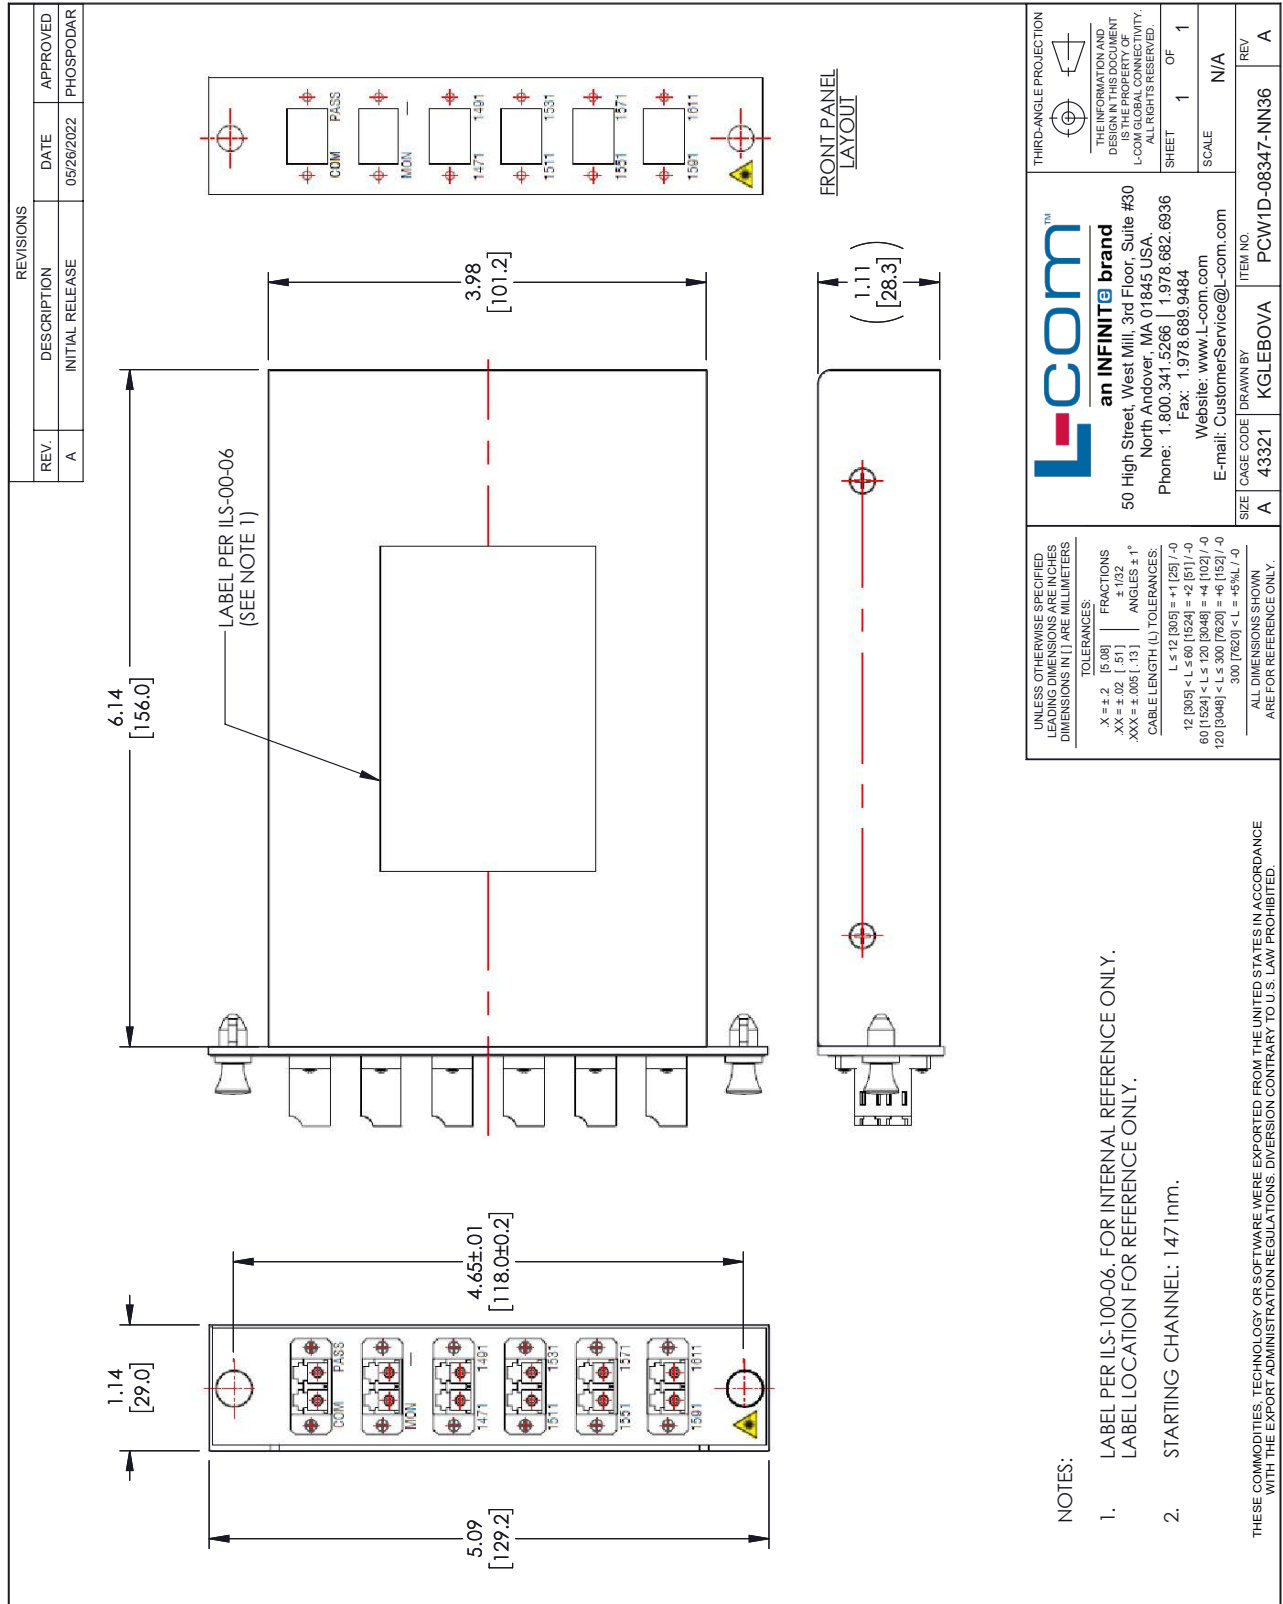 REVISIONS
REV. DESCRIPTION DATE APPROVED
A INITIAL RELEASE 05/26/2022 PHOSPODAR
1.14
[29.0]
5.09
[129.2]
4.65±.01
[118.0±0.2]
COM PASS
MON —
1471 1491
1511 1531
1551 1571
1591 1611
6.14
[156.0]
LABEL PER ILS-00-06
(SEE NOTE 1)
3.98
[101.2]
COM PASS
MON —
1471 1491
1511 1531
1551 1571
1591 1611
FRONT PANEL
LAYOUT
1.11
[28.3]
NOTES:
1. LABEL PER ILS-100-06. FOR INTERNAL REFERENCE ONLY.
LABEL LOCATION FOR REFERENCE ONLY.
2. STARTING CHANNEL: 1471nm.
THESE COMMODITIES, TECHNOLOGY OR SOFTWARE WERE EXPORTED FROM THE UNITED STATES IN ACCORDANCE
WITH THE EXPORT ADMINISTRATION REGULATIONS. DIVERSION CONTRARY TO U.S. LAW PROHIBITED.
UNLESS OTHERWISE SPECIFIED
LEADING DIMENSIONS ARE INCHES
DIMENSIONS IN [ ] ARE MILLIMETERS
TOLERANCES:
.X = ± .2 [5.08] FRACTIONS
.XX = ± .02 [ .51] ± 1/32
.XXX = ± .005 [ .13] ANGLES ± 1°
CABLE LENGTH (L) TOLERANCES:
L ≤ 12 [305] = +1 [25] / -0
12 [305] < L ≤ 60 [1524] = +2 [51] / -0
60 [1524] < L ≤ 120 [3048] = +4 [102] / -0
120 [3048] < L ≤ 300 [7620] = +6 [152] / -0
300 [7620] < L = +5%L / -0
ALL DIMENSIONS SHOWN
ARE FOR REFERENCE ONLY.
L-com™
an INFINITe brand
50 High Street, West Mill, 3rd Floor, Suite #30
North Andover, MA 01845 USA.
Phone: 1.800.341.5266 | 1.978.682.6936
Fax: 1.978.689.9484
Website: www.L-com.com
E-mail: CustomerService@L-com.com
THIRD-ANGLE PROJECTION
THE INFORMATION AND
DESIGN IN THIS DOCUMENT
IS THE PROPERTY OF
L-COM GLOBAL CONNECTIVITY.
ALL RIGHTS RESERVED.
SHEET 1 OF 1
SCALE N/A
SIZE A
CAGE CODE 43321
DRAWN BY KGLEBOVA
ITEM NO. PCW1D-08347-NN36
REV A